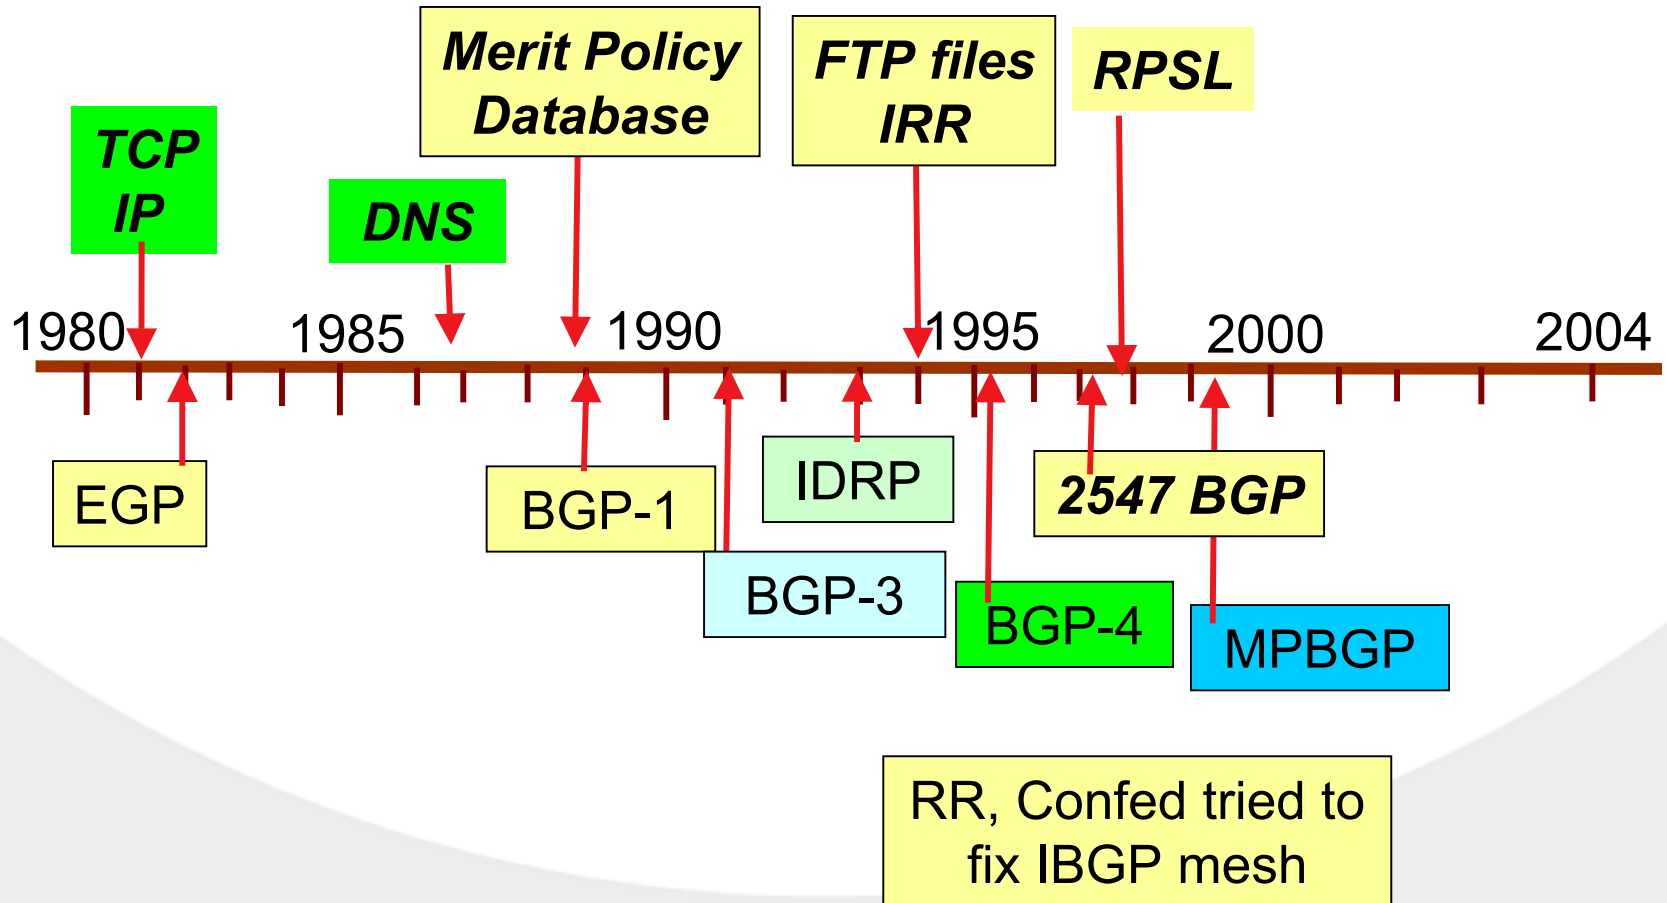 Merit Policy
Database
FTP files
IRR
RPSL
TCP
IP
DNS
1980
1985
1990
1995
2000
2004
EGP
BGP-1
IDRP
2547 BGP
BGP-3
BGP-4
MPBGP
RR, Confed tried to
fix IBGP mesh